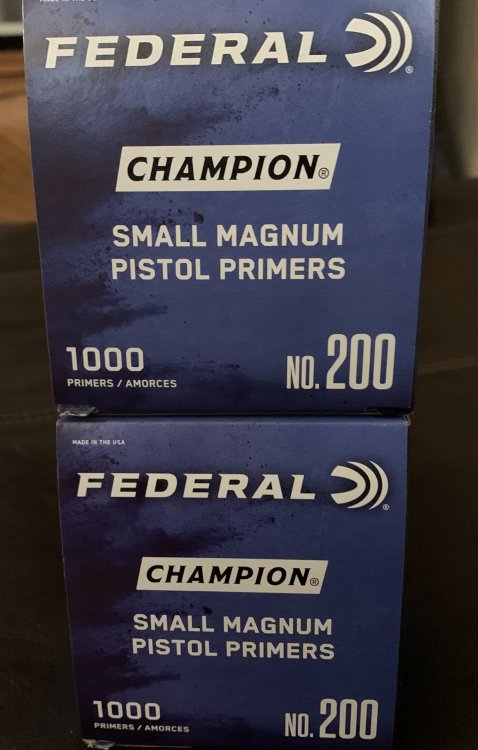 FEDERAL®
CHAMPION®
SMALL MAGNUM
PISTOL PRIMERS
1000
PRIMERS / AMORCES
NO. 200
MADE IN THE USA
FEDERAL®
CHAMPION®
SMALL MAGNUM
PISTOL PRIMERS
1000
PRIMERS / AMORCES
NO. 200